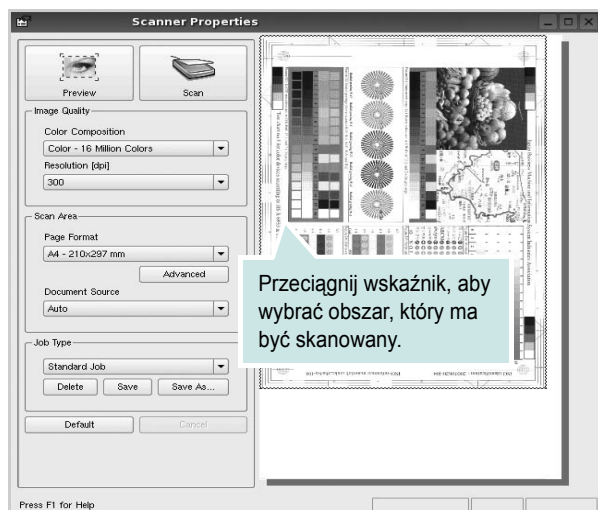 Scanner Properties
Preview
Scan
Image Quality
Color Composition
Color - 16 Million Colors
Resolution [dpi]
300
Scan Area
Page Format
A4 - 210x297 mm
Advanced
Document Source
Auto
Job Type
Standard Job
Delete
Save
Save As...
Default
Cancel
Press F1 for Help
Przeciągnij wskaźnik, aby
wybrać obszar, który ma
być skanowany.